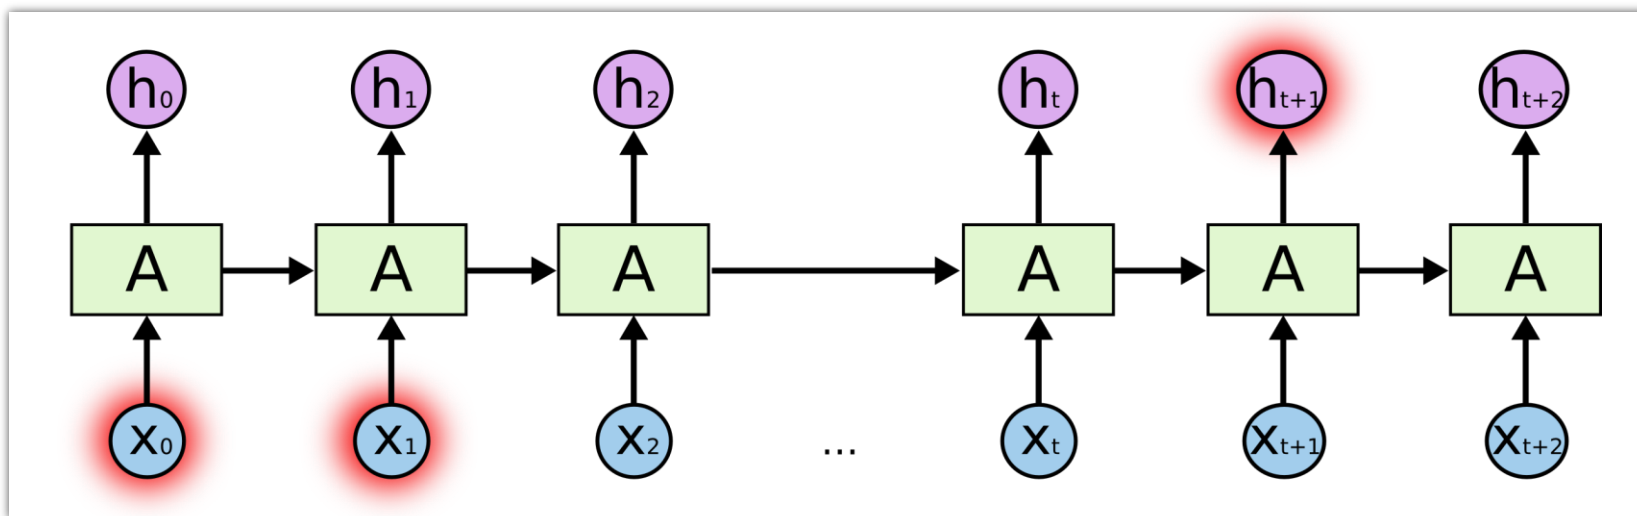 h₀ h₁ h₂ hₜ hₜ₊₁ hₜ₊₂
A A A A A A
x₀ x₁ x₂ ... xₜ xₜ₊₁ xₜ₊₂